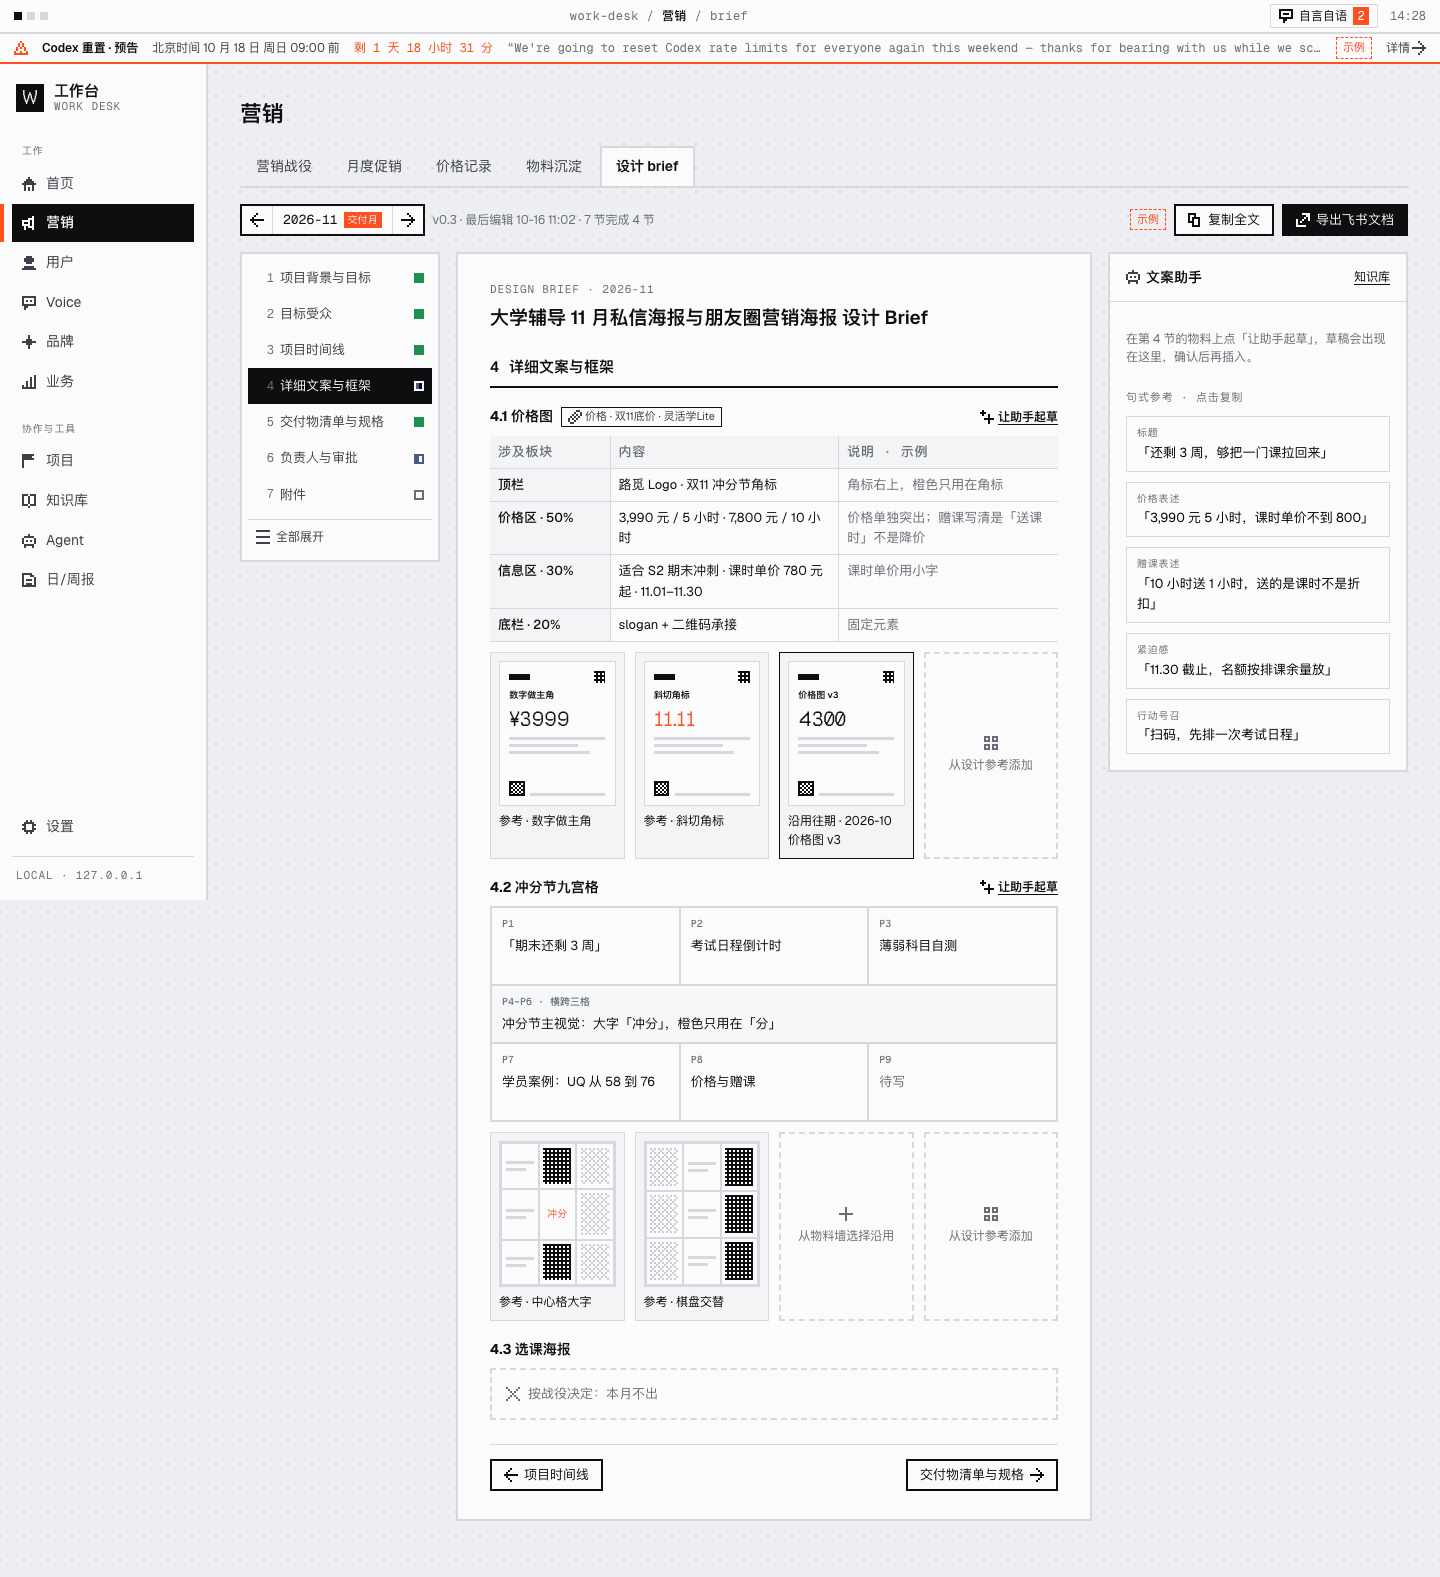 work-desk / 营销 / brief
自言自语 2
14:28
Codex 重置 · 预告 北京时间 10 月 18 日 周日 09:00 前 剩 1 天 18 小时 31 分 “We're going to reset Codex rate limits for everyone again this weekend — thanks for bearing with us while we sc… 示例 详情
W
工作台
WORK DESK
工作
首页
营销
用户
Voice
品牌
业务
协作与工具
项目
知识库
Agent
日/周报
设置
LOCAL · 127.0.0.1
营销
营销战役 月度促销 价格记录 物料沉淀 设计 brief
2026-11 交付月
v0.3 · 最后编辑 10-16 11:02 · 7 节完成 4 节
示例 复制全文 导出飞书文档
1 项目背景与目标
2 目标受众
3 项目时间线
4 详细文案与框架
5 交付物清单与规格
6 负责人与审批
7 附件
全部展开
DESIGN BRIEF · 2026-11
大学辅导 11 月私信海报与朋友圈营销海报 设计 Brief
4 详细文案与框架
4.1 价格图 价格 · 双11底价 · 灵活学Lite 让助手起草
涉及板块 内容 说明 · 示例
顶栏 路觅 Logo · 双11 冲分节角标 角标右上，橙色只用在角标
价格区 · 50% 3,990 元 / 5 小时 · 7,800 元 / 10 小
时
价格单独突出；赠课写清是「送课
时」不是降价
信息区 · 30% 适合 S2 期末冲刺 · 课时单价 780 元
起 · 11.01–11.30
课时单价用小字
底栏 · 20% slogan + 二维码承接 固定元素
数字做主角
¥3999
参考 · 数字做主角
斜切角标
11.11
参考 · 斜切角标
价格图 v3
4300
沿用往期 · 2026-10
价格图 v3
从设计参考添加
4.2 冲分节九宫格 让助手起草
P1
「期末还剩 3 周」
P2
考试日程倒计时
P3
薄弱科目自测
P4–P6 · 横跨三格
冲分节主视觉：大字「冲分」，橙色只用在「分」
P7
学员案例：UQ 从 58 到 76
P8
价格与赠课
P9
待写
冲分
参考 · 中心格大字
参考 · 棋盘交替
从物料墙选择沿用
从设计参考添加
4.3 选课海报
按战役决定：本月不出
项目时间线
交付物清单与规格
文案助手 知识库
在第 4 节的物料上点「让助手起草」，草稿会出现
在这里，确认后再插入。
句式参考 · 点击复制
标题
「还剩 3 周，够把一门课拉回来」
价格表述
「3,990 元 5 小时，课时单价不到 800」
赠课表述
「10 小时送 1 小时，送的是课时不是折
扣」
紧迫感
「11.30 截止，名额按排课余量放」
行动号召
「扫码，先排一次考试日程」